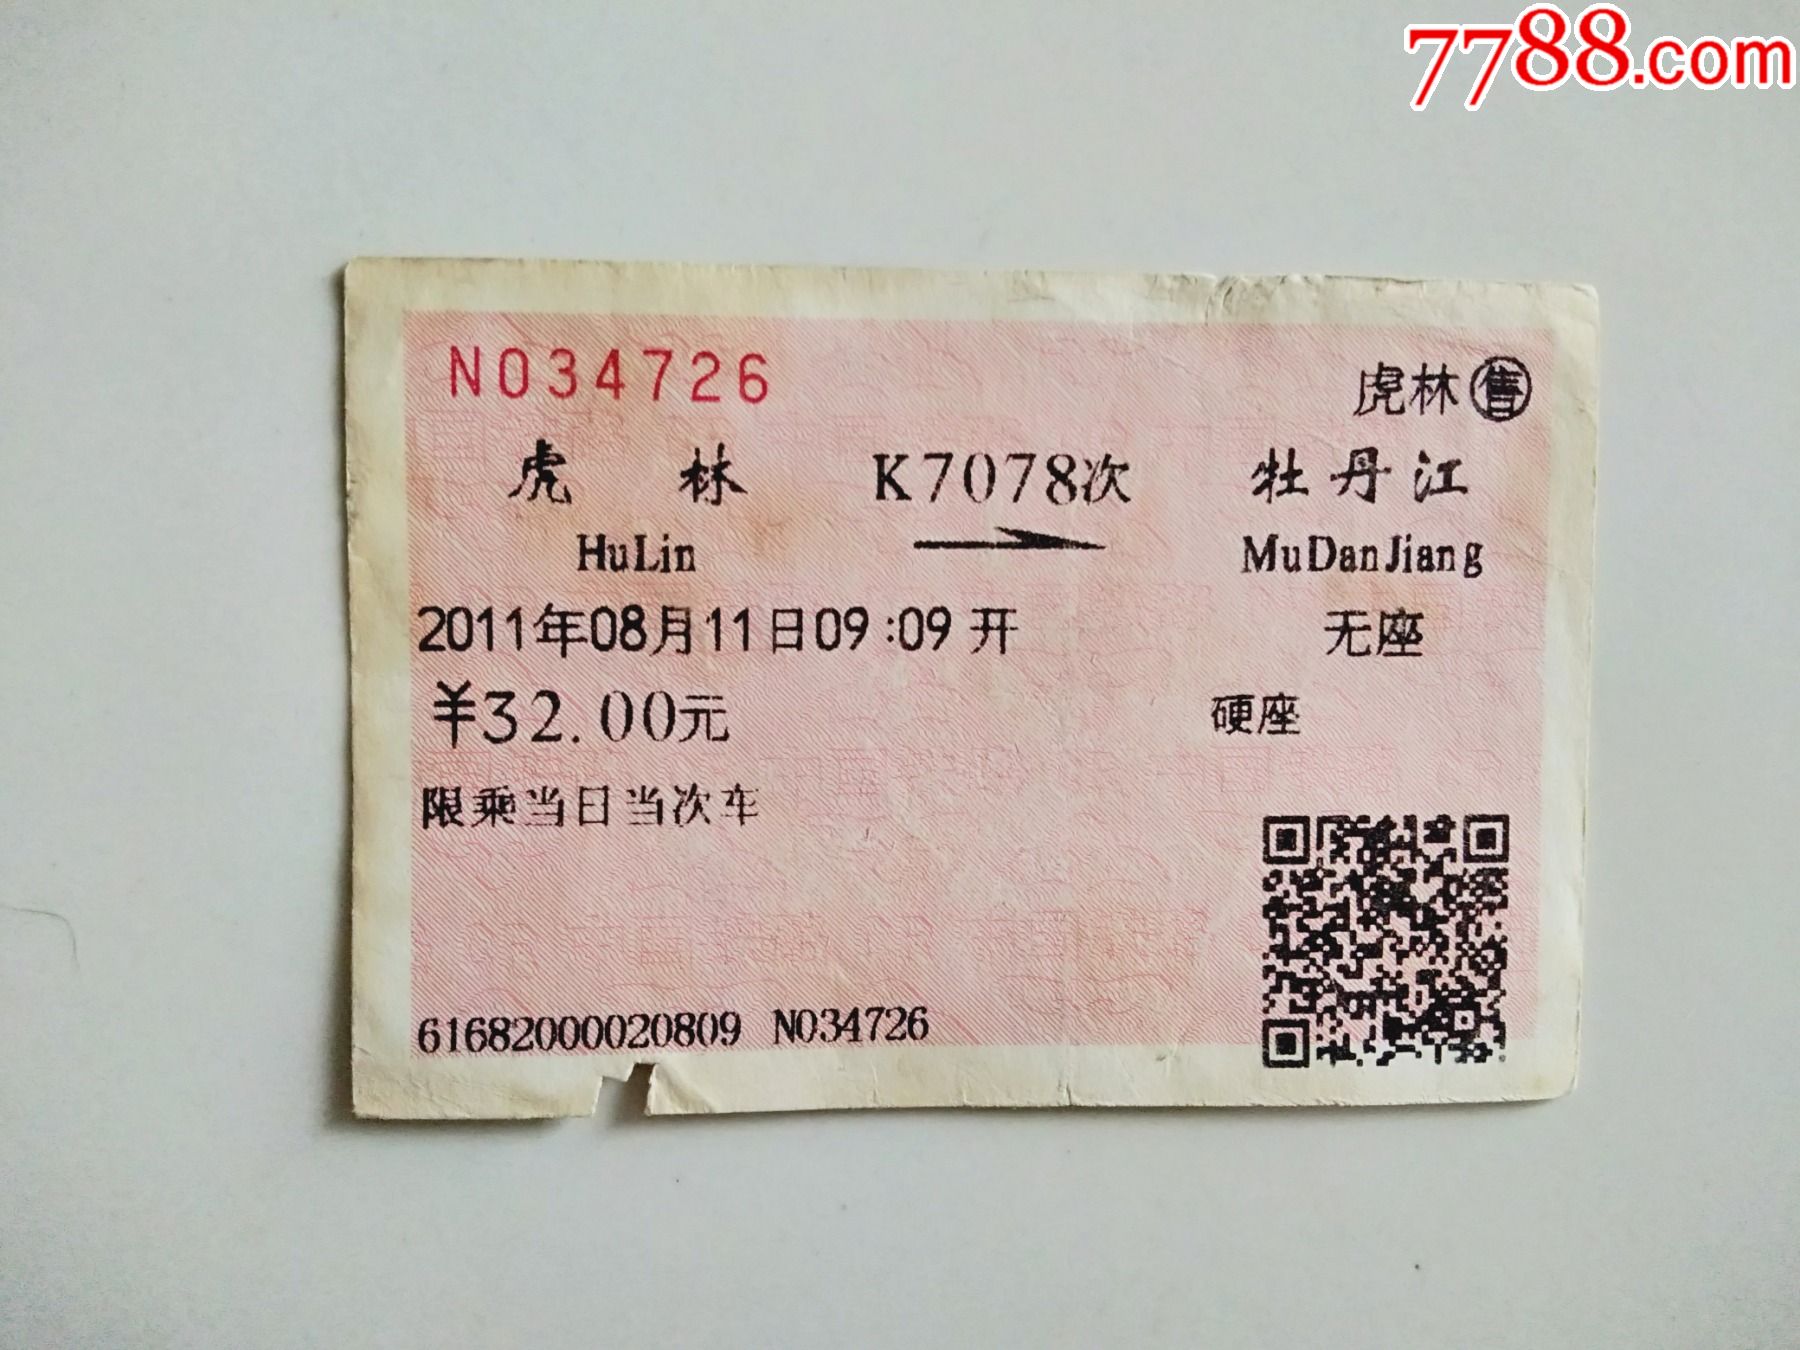 7788.com
N034726
虎林售
虎林 K7078次 牡丹江
HuLin MuDanJiang
2011年08月11日09:09开 无座
¥32.00元 硬座
限乘当日当次车
61682000020809 N034726